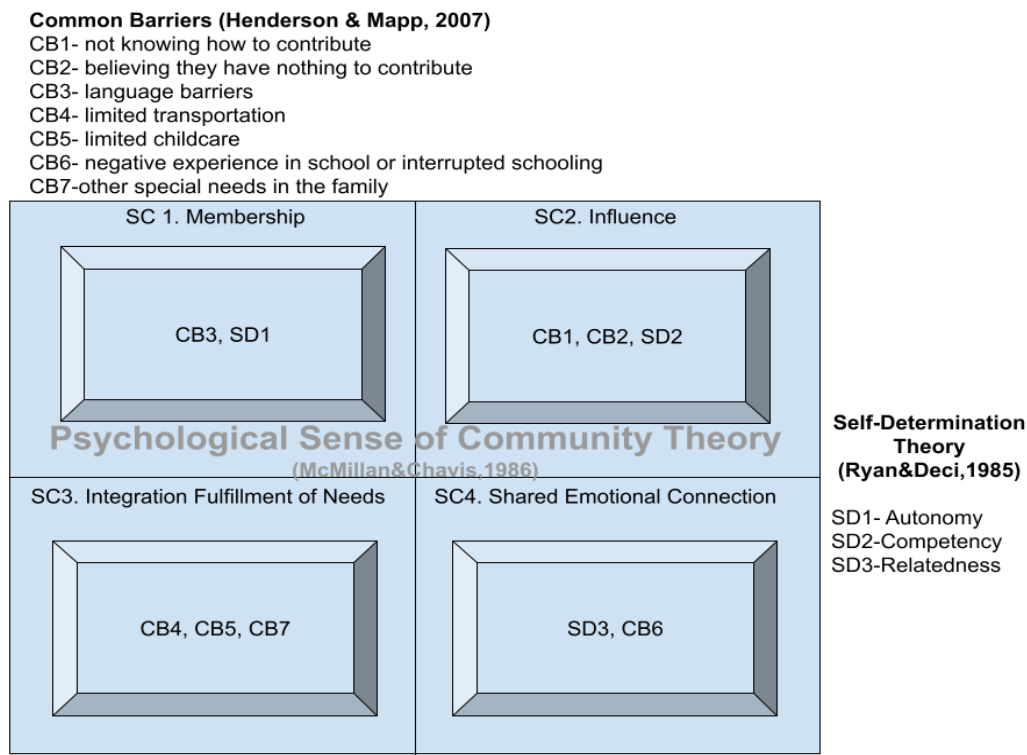 Common Barriers (Henderson & Mapp, 2007)
CB1- not knowing how to contribute
CB2- believing they have nothing to contribute
CB3- language barriers
CB4- limited transportation
CB5- limited childcare
CB6- negative experience in school or interrupted schooling
CB7-other special needs in the family
SC 1. Membership
CB3, SD1
SC2. Influence
CB1, CB2, SD2
Psychological Sense of Community Theory
(McMillan&Chavis,1986)
SC3. Integration Fulfillment of Needs
CB4, CB5, CB7
SC4. Shared Emotional Connection
SD3, CB6
Self-Determination
Theory
(Ryan&Deci,1985)
SD1- Autonomy
SD2-Competency
SD3-Relatedness